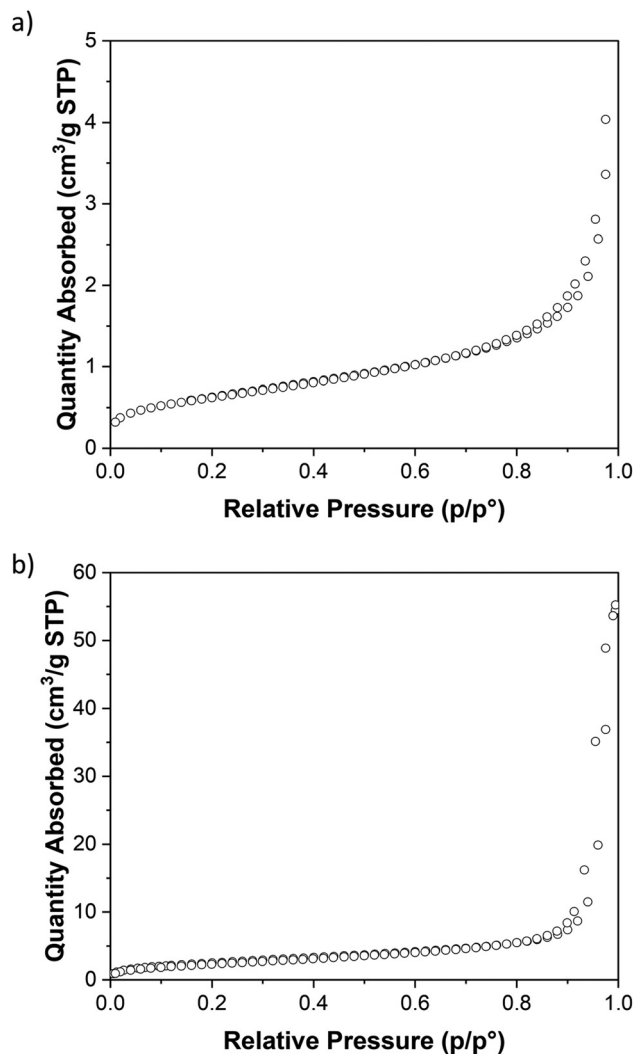 a)
5
4
3
2
1
0
Quantity Absorbed (cm³/g STP)
0.0 0.2 0.4 0.6 0.8 1.0
Relative Pressure (p/p°)
b)
60
50
40
30
20
10
0
Quantity Absorbed (cm³/g STP)
0.0 0.2 0.4 0.6 0.8 1.0
Relative Pressure (p/p°)